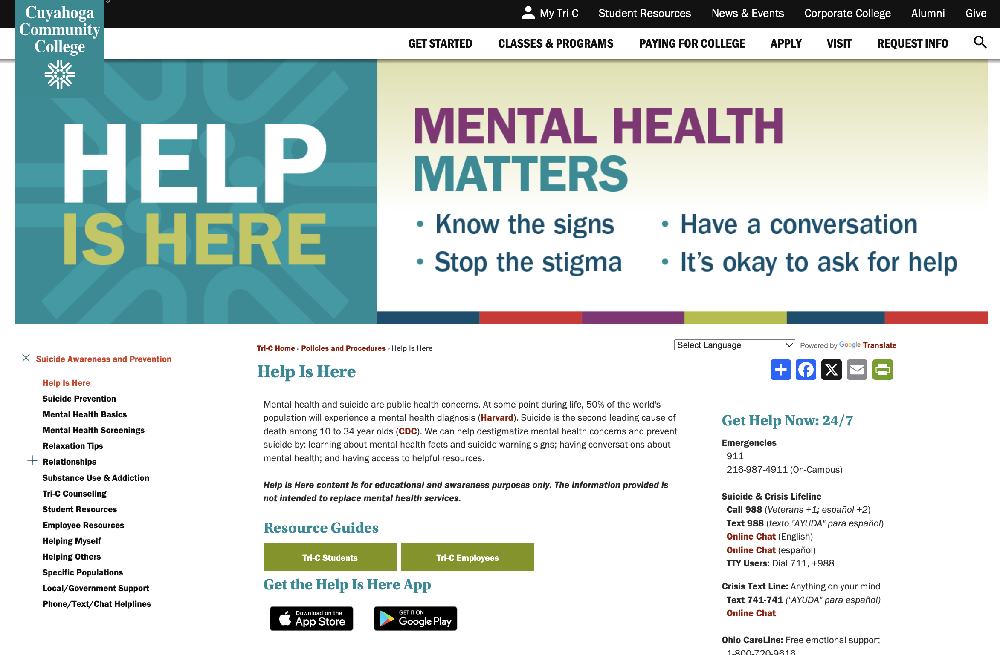 Cuyahoga
Community
College
®
My Tri-C
Student Resources
News & Events
Corporate College
Alumni
Give
GET STARTED
CLASSES & PROGRAMS
PAYING FOR COLLEGE
APPLY
VISIT
REQUEST INFO
HELP
IS HERE
MENTAL HEALTH
MATTERS
• Know the signs
• Stop the stigma
• Have a conversation
• It's okay to ask for help
Suicide Awareness and Prevention
Help Is Here
Suicide Prevention
Mental Health Basics
Mental Health Screenings
Relaxation Tips
Relationships
Substance Use & Addiction
Tri-C Counseling
Student Resources
Employee Resources
Helping Myself
Helping Others
Specific Populations
Local/Government Support
Phone/Text/Chat Helplines
Tri-C Home » Policies and Procedures » Help Is Here
Help Is Here
Mental health and suicide are public health concerns. At some point during life, 50% of the world's
population will experience a mental health diagnosis (Harvard). Suicide is the second leading cause of
death among 10 to 34 year olds (CDC). We can help destigmatize mental health concerns and prevent
suicide by: learning about mental health facts and suicide warning signs; having conversations about
mental health; and having access to helpful resources.
Help Is Here content is for educational and awareness purposes only. The information provided is
not intended to replace mental health services.
Resource Guides
Tri-C Students
Tri-C Employees
Get the Help Is Here App
Download on the
App Store
GET IT ON
Google Play
Select Language
Powered by Google Translate
Get Help Now: 24/7
Emergencies
911
216-987-4911 (On-Campus)
Suicide & Crisis Lifeline
Call 988 (Veterans +1; español +2)
Text 988 (texto "AYUDA" para español)
Online Chat (English)
Online Chat (español)
TTY Users: Dial 711, +988
Crisis Text Line: Anything on your mind
Text 741-741 ("AYUDA" para español)
Online Chat
Ohio CareLine: Free emotional support
1-800-720-9616